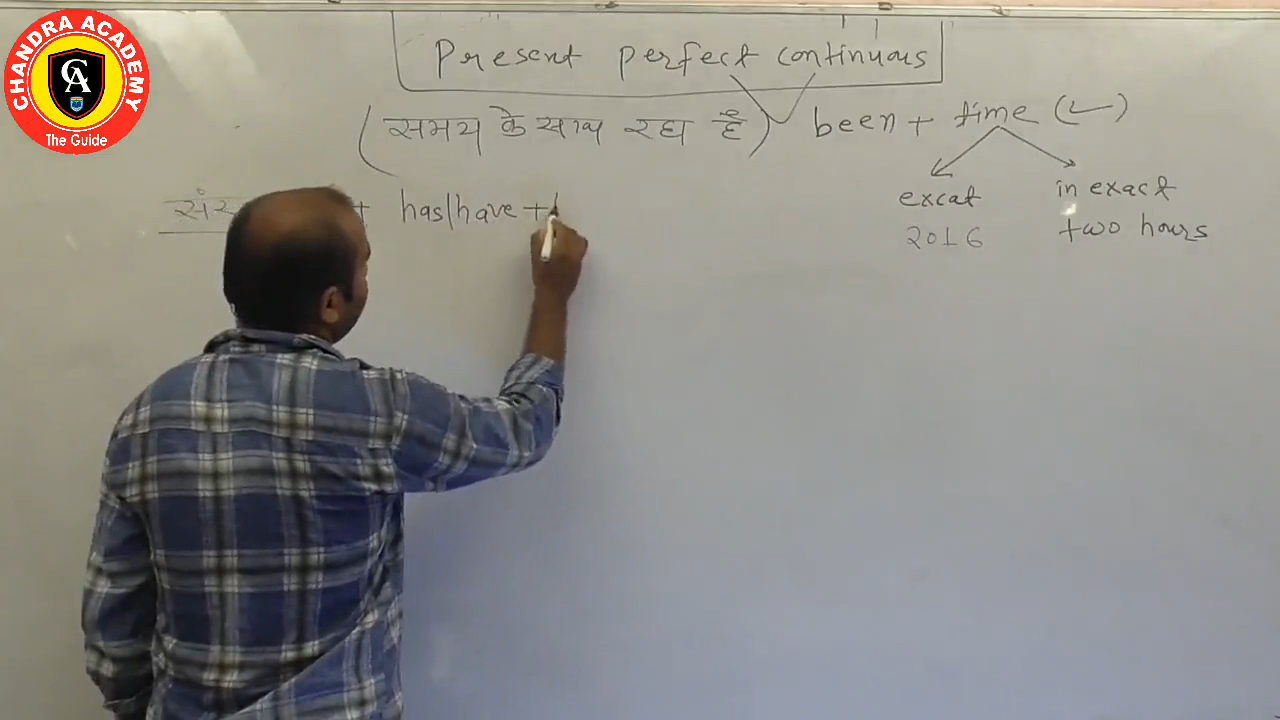 CHANDRA ACADEMY
CA
The Guide
Present perfect continuous
(समय के साथ रहा है) been + time (✓)
excat in exact
2016 two hours
+ has/have +